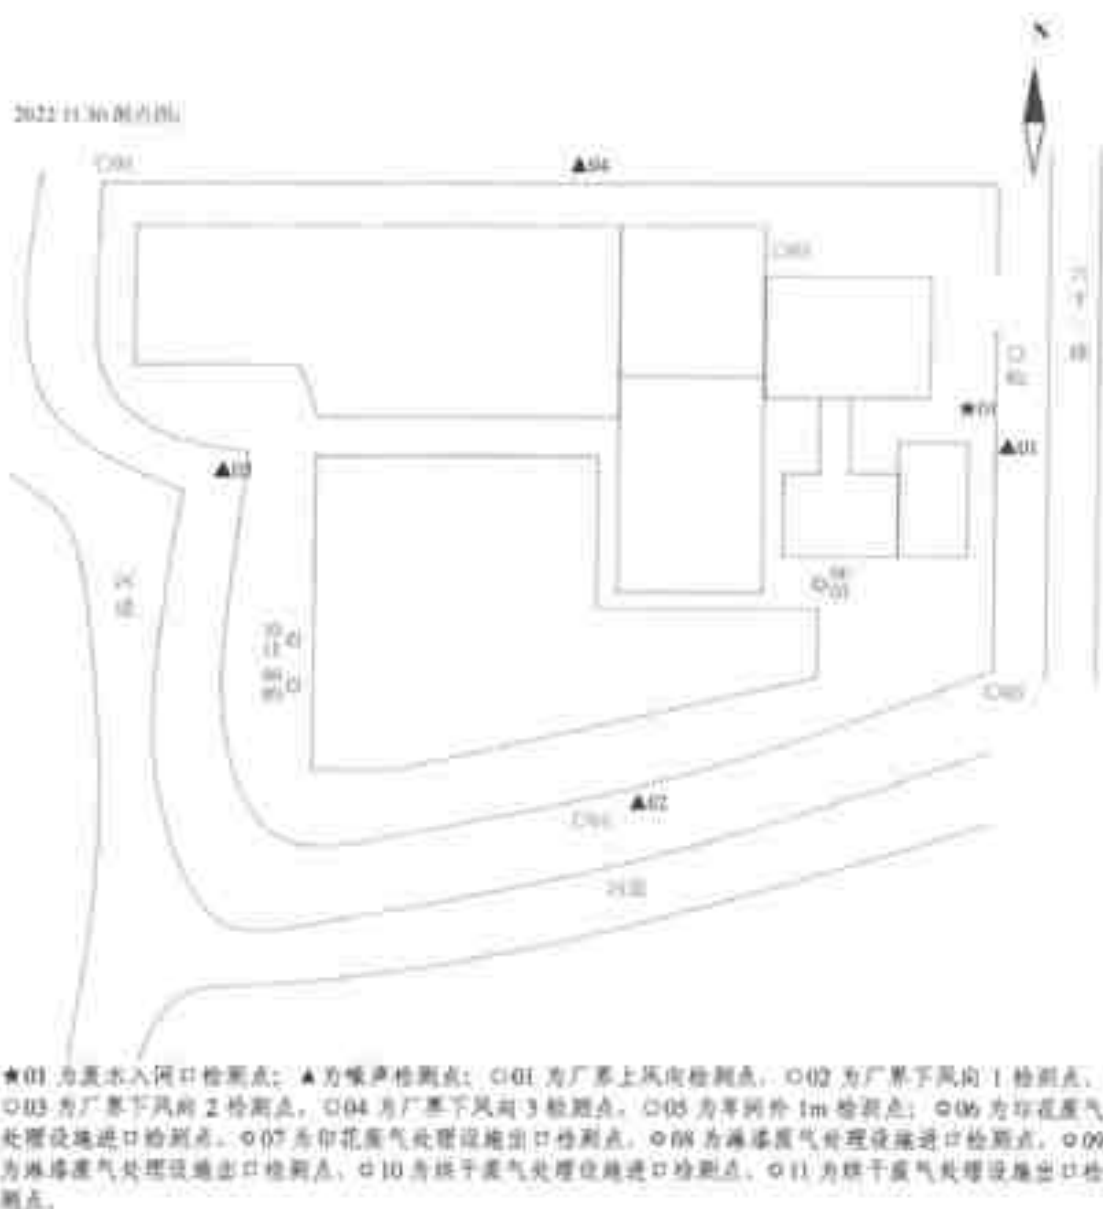 2022.11.30 测点图:
▲04
★01
▲01
▲03
▲02
河道
河道
★01 为废水入网口检测点; ▲为噪声检测点; ○01 为厂界上风向检测点、○02 为厂界下风向 1 检测点、
○03 为厂界下风向 2 检测点、○04 为厂界下风向 3 检测点、○05 为车间外 1m 检测点; ◎06 为印花废气
处理设施进口检测点、◎07 为印花废气处理设施出口检测点、◎08 为淋漆废气处理设施进口检测点、◎09
为淋漆废气处理设施出口检测点、◎10 为烘干废气处理设施进口检测点、◎11 为烘干废气处理设施出口检
测点。